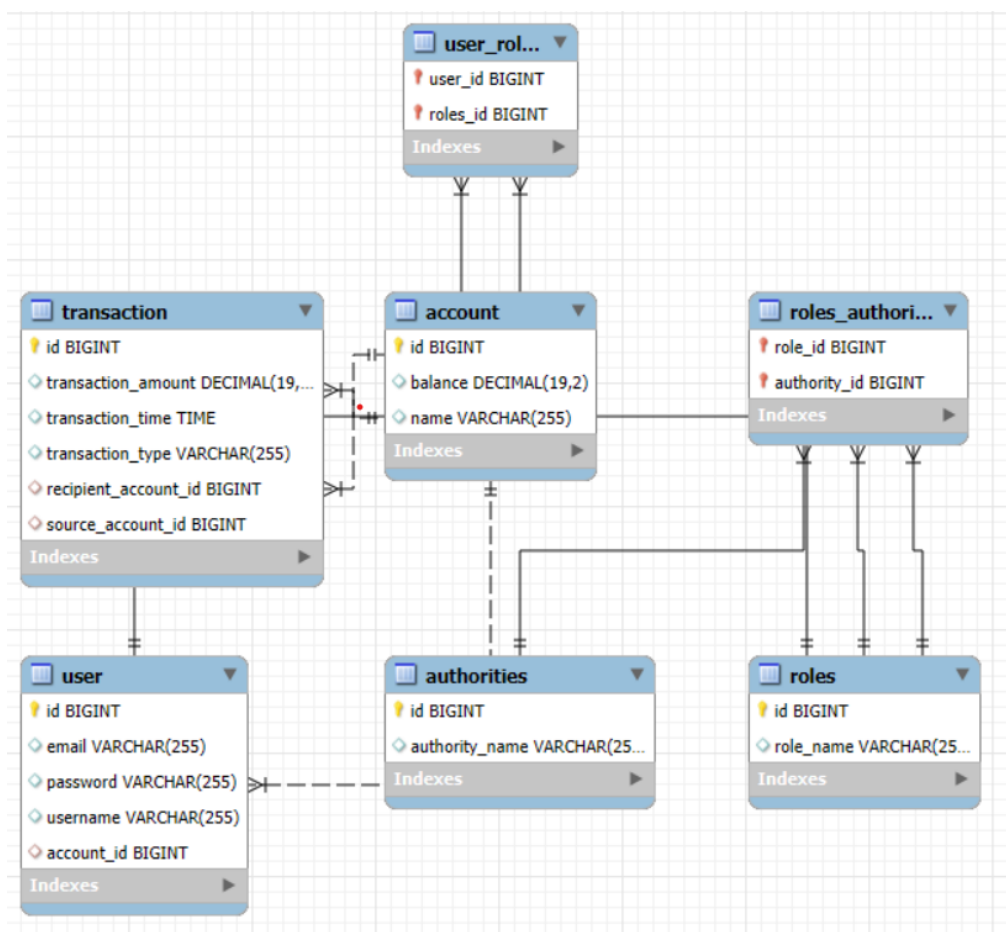 user_rol...
user_id BIGINT
roles_id BIGINT
Indexes
transaction
id BIGINT
transaction_amount DECIMAL(19,...
transaction_time TIME
transaction_type VARCHAR(255)
recipient_account_id BIGINT
source_account_id BIGINT
Indexes
account
id BIGINT
balance DECIMAL(19,2)
name VARCHAR(255)
Indexes
roles_authori...
role_id BIGINT
authority_id BIGINT
Indexes
user
id BIGINT
email VARCHAR(255)
password VARCHAR(255)
username VARCHAR(255)
account_id BIGINT
Indexes
authorities
id BIGINT
authority_name VARCHAR(25...
Indexes
roles
id BIGINT
role_name VARCHAR(25...
Indexes